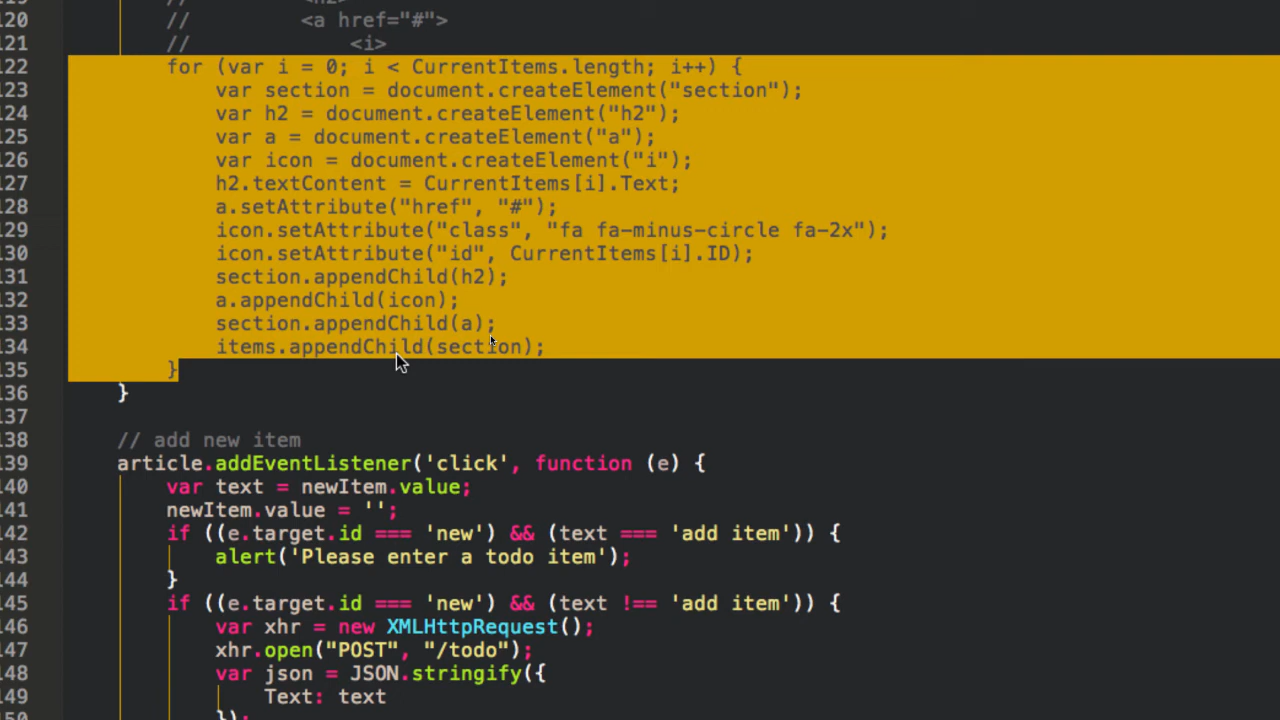 // <h2>
120 // <a href="#">
121 // <i>
122 for (var i = 0; i < CurrentItems.length; i++) {
123 var section = document.createElement("section");
124 var h2 = document.createElement("h2");
125 var a = document.createElement("a");
126 var icon = document.createElement("i");
127 h2.textContent = CurrentItems[i].Text;
128 a.setAttribute("href", "#");
129 icon.setAttribute("class", "fa fa-minus-circle fa-2x");
130 icon.setAttribute("id", CurrentItems[i].ID);
131 section.appendChild(h2);
132 a.appendChild(icon);
133 section.appendChild(a);
134 items.appendChild(section);
135 }
136 }
137
138 // add new item
139 article.addEventListener('click', function (e) {
140 var text = newItem.value;
141 newItem.value = '';
142 if ((e.target.id === 'new') && (text === 'add item')) {
143 alert('Please enter a todo item');
144 }
145 if ((e.target.id === 'new') && (text !== 'add item')) {
146 var xhr = new XMLHttpRequest();
147 xhr.open("POST", "/todo");
148 var json = JSON.stringify({
149 Text: text
150 });